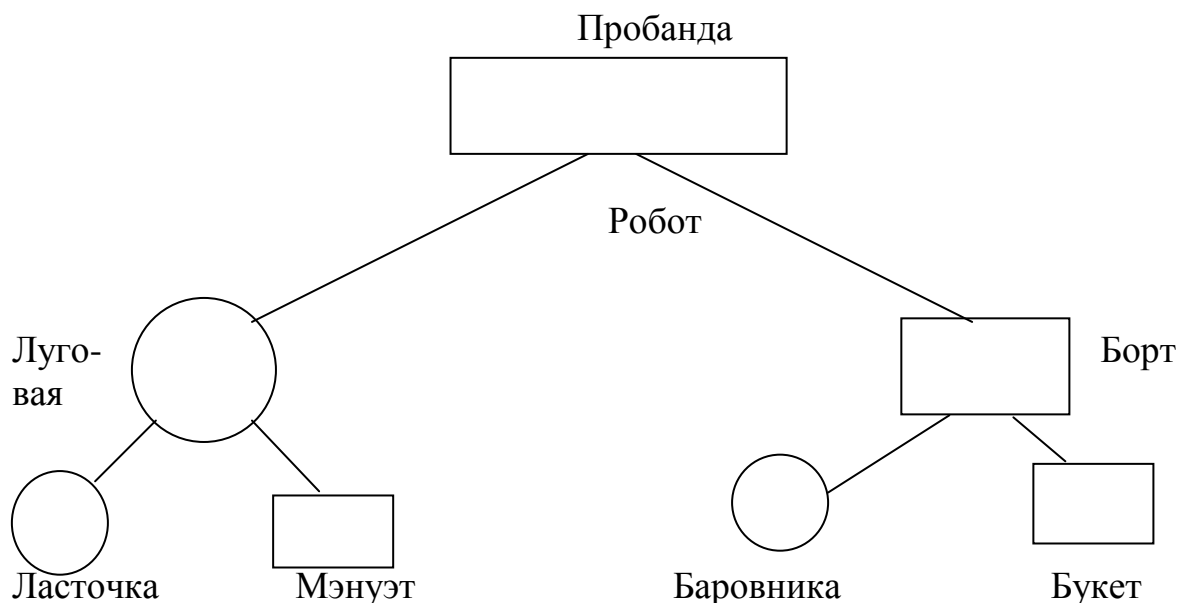 Пробанда
Робот
Луго-
вая
Борт
Ласточка
Мэнуэт
Баровника
Букет